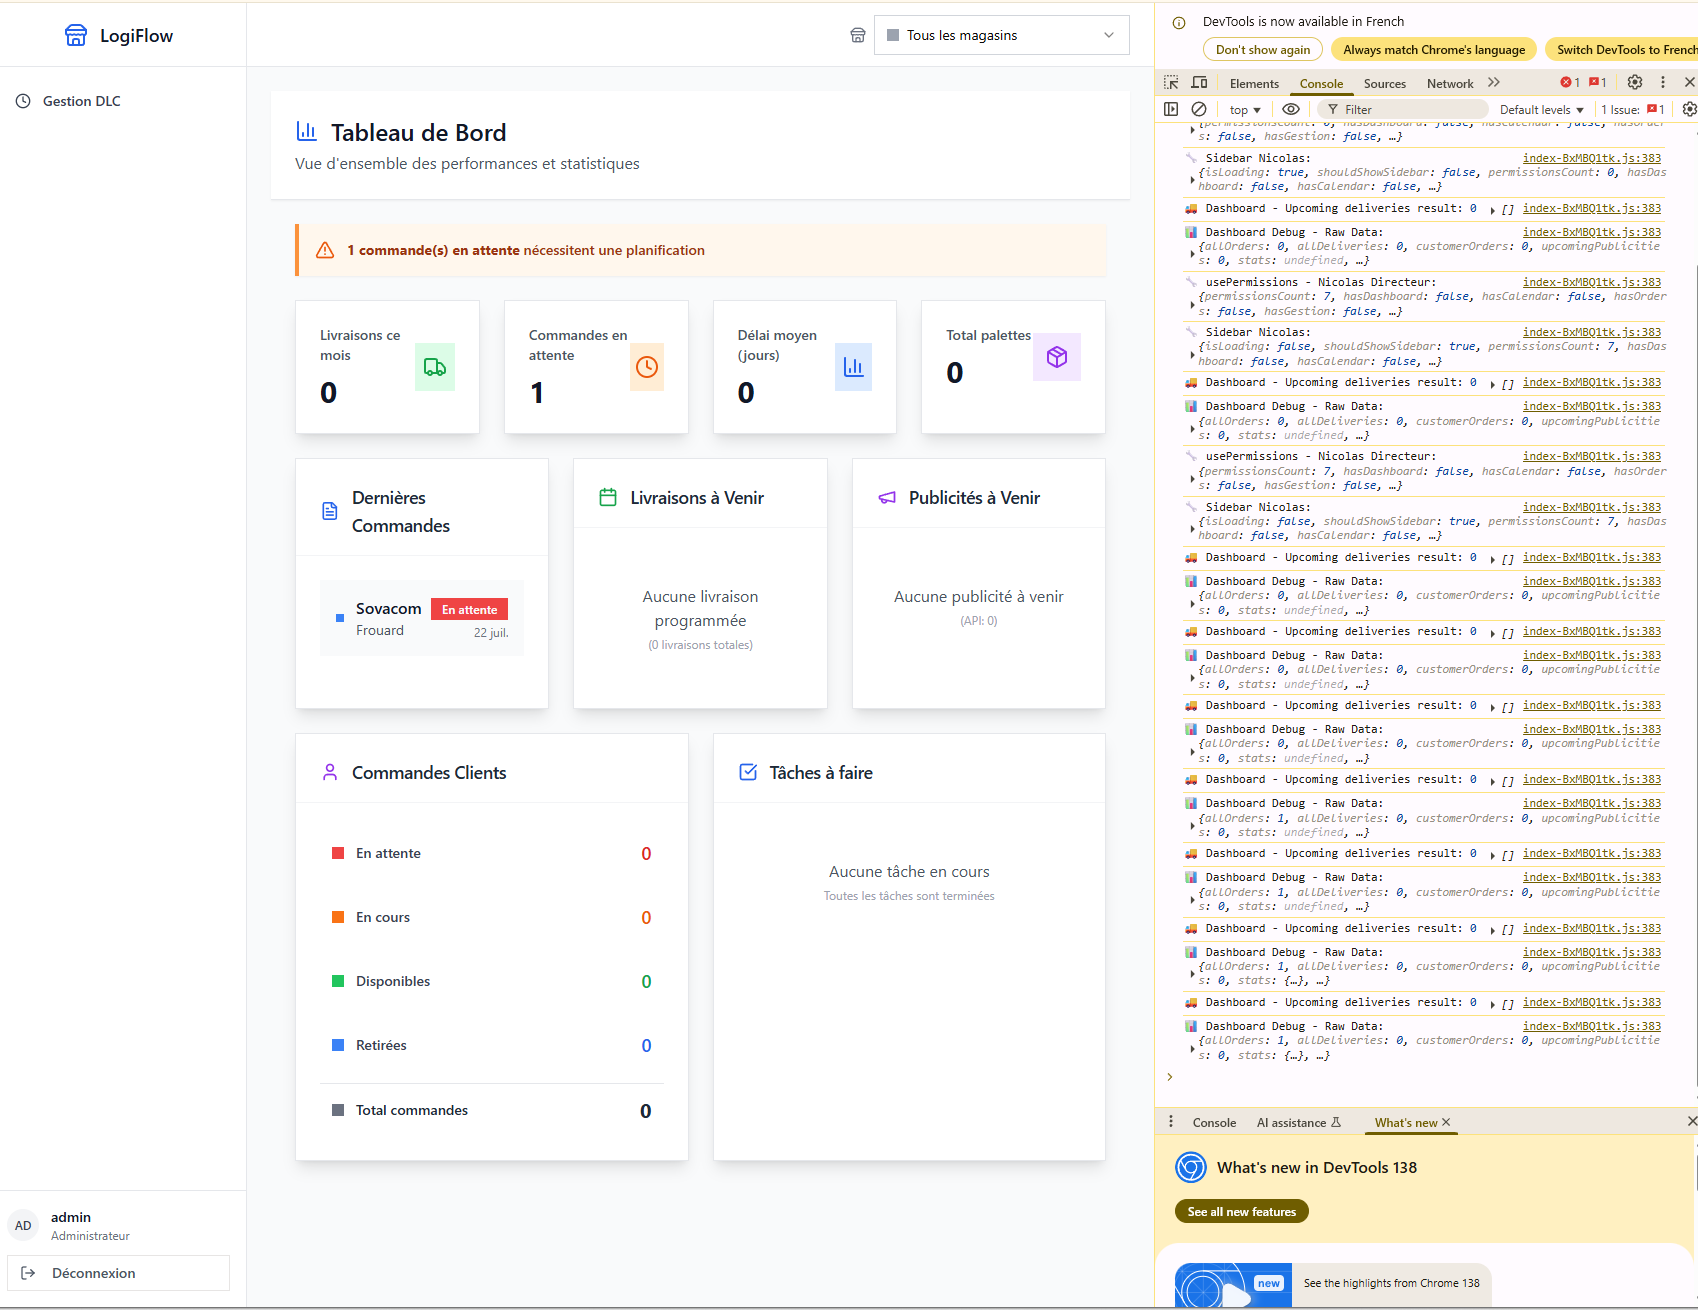 LogiFlow
Tous les magasins
Gestion DLC
Tableau de Bord
Vue d'ensemble des performances et statistiques
1 commande(s) en attente nécessitent une planification
Livraisons ce mois
0
Commandes en attente
1
Délai moyen (jours)
0
Total palettes
0
Dernières
Commandes
Sovacom
En attente
Frouard
22 juil.
Livraisons à Venir
Aucune livraison
programmée
(0 livraisons totales)
Publicités à Venir
Aucune publicité à venir
(API: 0)
Commandes Clients
En attente 0
En cours 0
Disponibles 0
Retirées 0
Total commandes 0
Tâches à faire
Aucune tâche en cours
Toutes les tâches sont terminées
AD
admin
Administrateur
Déconnexion
DevTools is now available in French
Don't show again
Always match Chrome's language
Switch DevTools to French
Elements Console Sources Network 1 1
top Filter Default levels 1 Issue: 1
s: false, hasGestion: false, …}
Sidebar Nicolas: index-BxMBQ1tk.js:383
{isLoading: true, shouldShowSidebar: false, permissionsCount: 0, hasDas
hboard: false, hasCalendar: false, …}
Dashboard - Upcoming deliveries result: 0 [] index-BxMBQ1tk.js:383
Dashboard Debug - Raw Data: index-BxMBQ1tk.js:383
{allOrders: 0, allDeliveries: 0, customerOrders: 0, upcomingPublicitie
s: 0, stats: undefined, …}
usePermissions - Nicolas Directeur: index-BxMBQ1tk.js:383
{permissionsCount: 7, hasDashboard: false, hasCalendar: false, hasOrder
s: false, hasGestion: false, …}
Sidebar Nicolas: index-BxMBQ1tk.js:383
{isLoading: false, shouldShowSidebar: true, permissionsCount: 7, hasDas
hboard: false, hasCalendar: false, …}
Dashboard - Upcoming deliveries result: 0 [] index-BxMBQ1tk.js:383
Dashboard Debug - Raw Data: index-BxMBQ1tk.js:383
{allOrders: 0, allDeliveries: 0, customerOrders: 0, upcomingPublicitie
s: 0, stats: undefined, …}
usePermissions - Nicolas Directeur: index-BxMBQ1tk.js:383
{permissionsCount: 7, hasDashboard: false, hasCalendar: false, hasOrder
s: false, hasGestion: false, …}
Sidebar Nicolas: index-BxMBQ1tk.js:383
{isLoading: false, shouldShowSidebar: true, permissionsCount: 7, hasDas
hboard: false, hasCalendar: false, …}
Dashboard - Upcoming deliveries result: 0 [] index-BxMBQ1tk.js:383
Dashboard Debug - Raw Data: index-BxMBQ1tk.js:383
{allOrders: 0, allDeliveries: 0, customerOrders: 0, upcomingPublicitie
s: 0, stats: undefined, …}
Dashboard - Upcoming deliveries result: 0 [] index-BxMBQ1tk.js:383
Dashboard Debug - Raw Data: index-BxMBQ1tk.js:383
{allOrders: 0, allDeliveries: 0, customerOrders: 0, upcomingPublicitie
s: 0, stats: undefined, …}
Dashboard - Upcoming deliveries result: 0 [] index-BxMBQ1tk.js:383
Dashboard Debug - Raw Data: index-BxMBQ1tk.js:383
{allOrders: 0, allDeliveries: 0, customerOrders: 0, upcomingPublicitie
s: 0, stats: undefined, …}
Dashboard - Upcoming deliveries result: 0 [] index-BxMBQ1tk.js:383
Dashboard Debug - Raw Data: index-BxMBQ1tk.js:383
{allOrders: 1, allDeliveries: 0, customerOrders: 0, upcomingPublicitie
s: 0, stats: undefined, …}
Dashboard - Upcoming deliveries result: 0 [] index-BxMBQ1tk.js:383
Dashboard Debug - Raw Data: index-BxMBQ1tk.js:383
{allOrders: 1, allDeliveries: 0, customerOrders: 0, upcomingPublicitie
s: 0, stats: undefined, …}
Dashboard - Upcoming deliveries result: 0 [] index-BxMBQ1tk.js:383
Dashboard Debug - Raw Data: index-BxMBQ1tk.js:383
{allOrders: 1, allDeliveries: 0, customerOrders: 0, upcomingPublicitie
s: 0, stats: {…}, …}
Dashboard - Upcoming deliveries result: 0 [] index-BxMBQ1tk.js:383
Dashboard Debug - Raw Data: index-BxMBQ1tk.js:383
{allOrders: 1, allDeliveries: 0, customerOrders: 0, upcomingPublicitie
s: 0, stats: {…}, …}
Console AI assistance What's new
What's new in DevTools 138
See all new features
new
See the highlights from Chrome 138